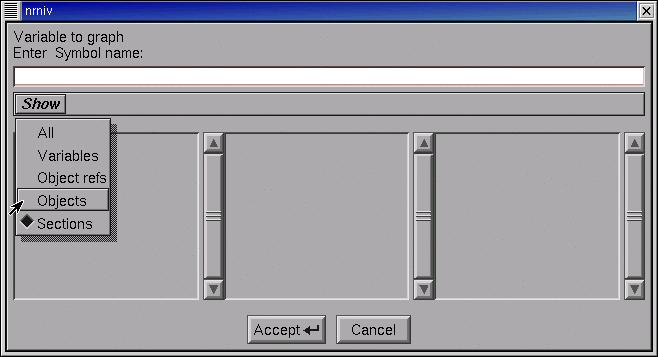 nrniv
Variable to graph
Enter Symbol name:
Show
All
Variables
Object refs
Objects
Sections
Accept
Cancel